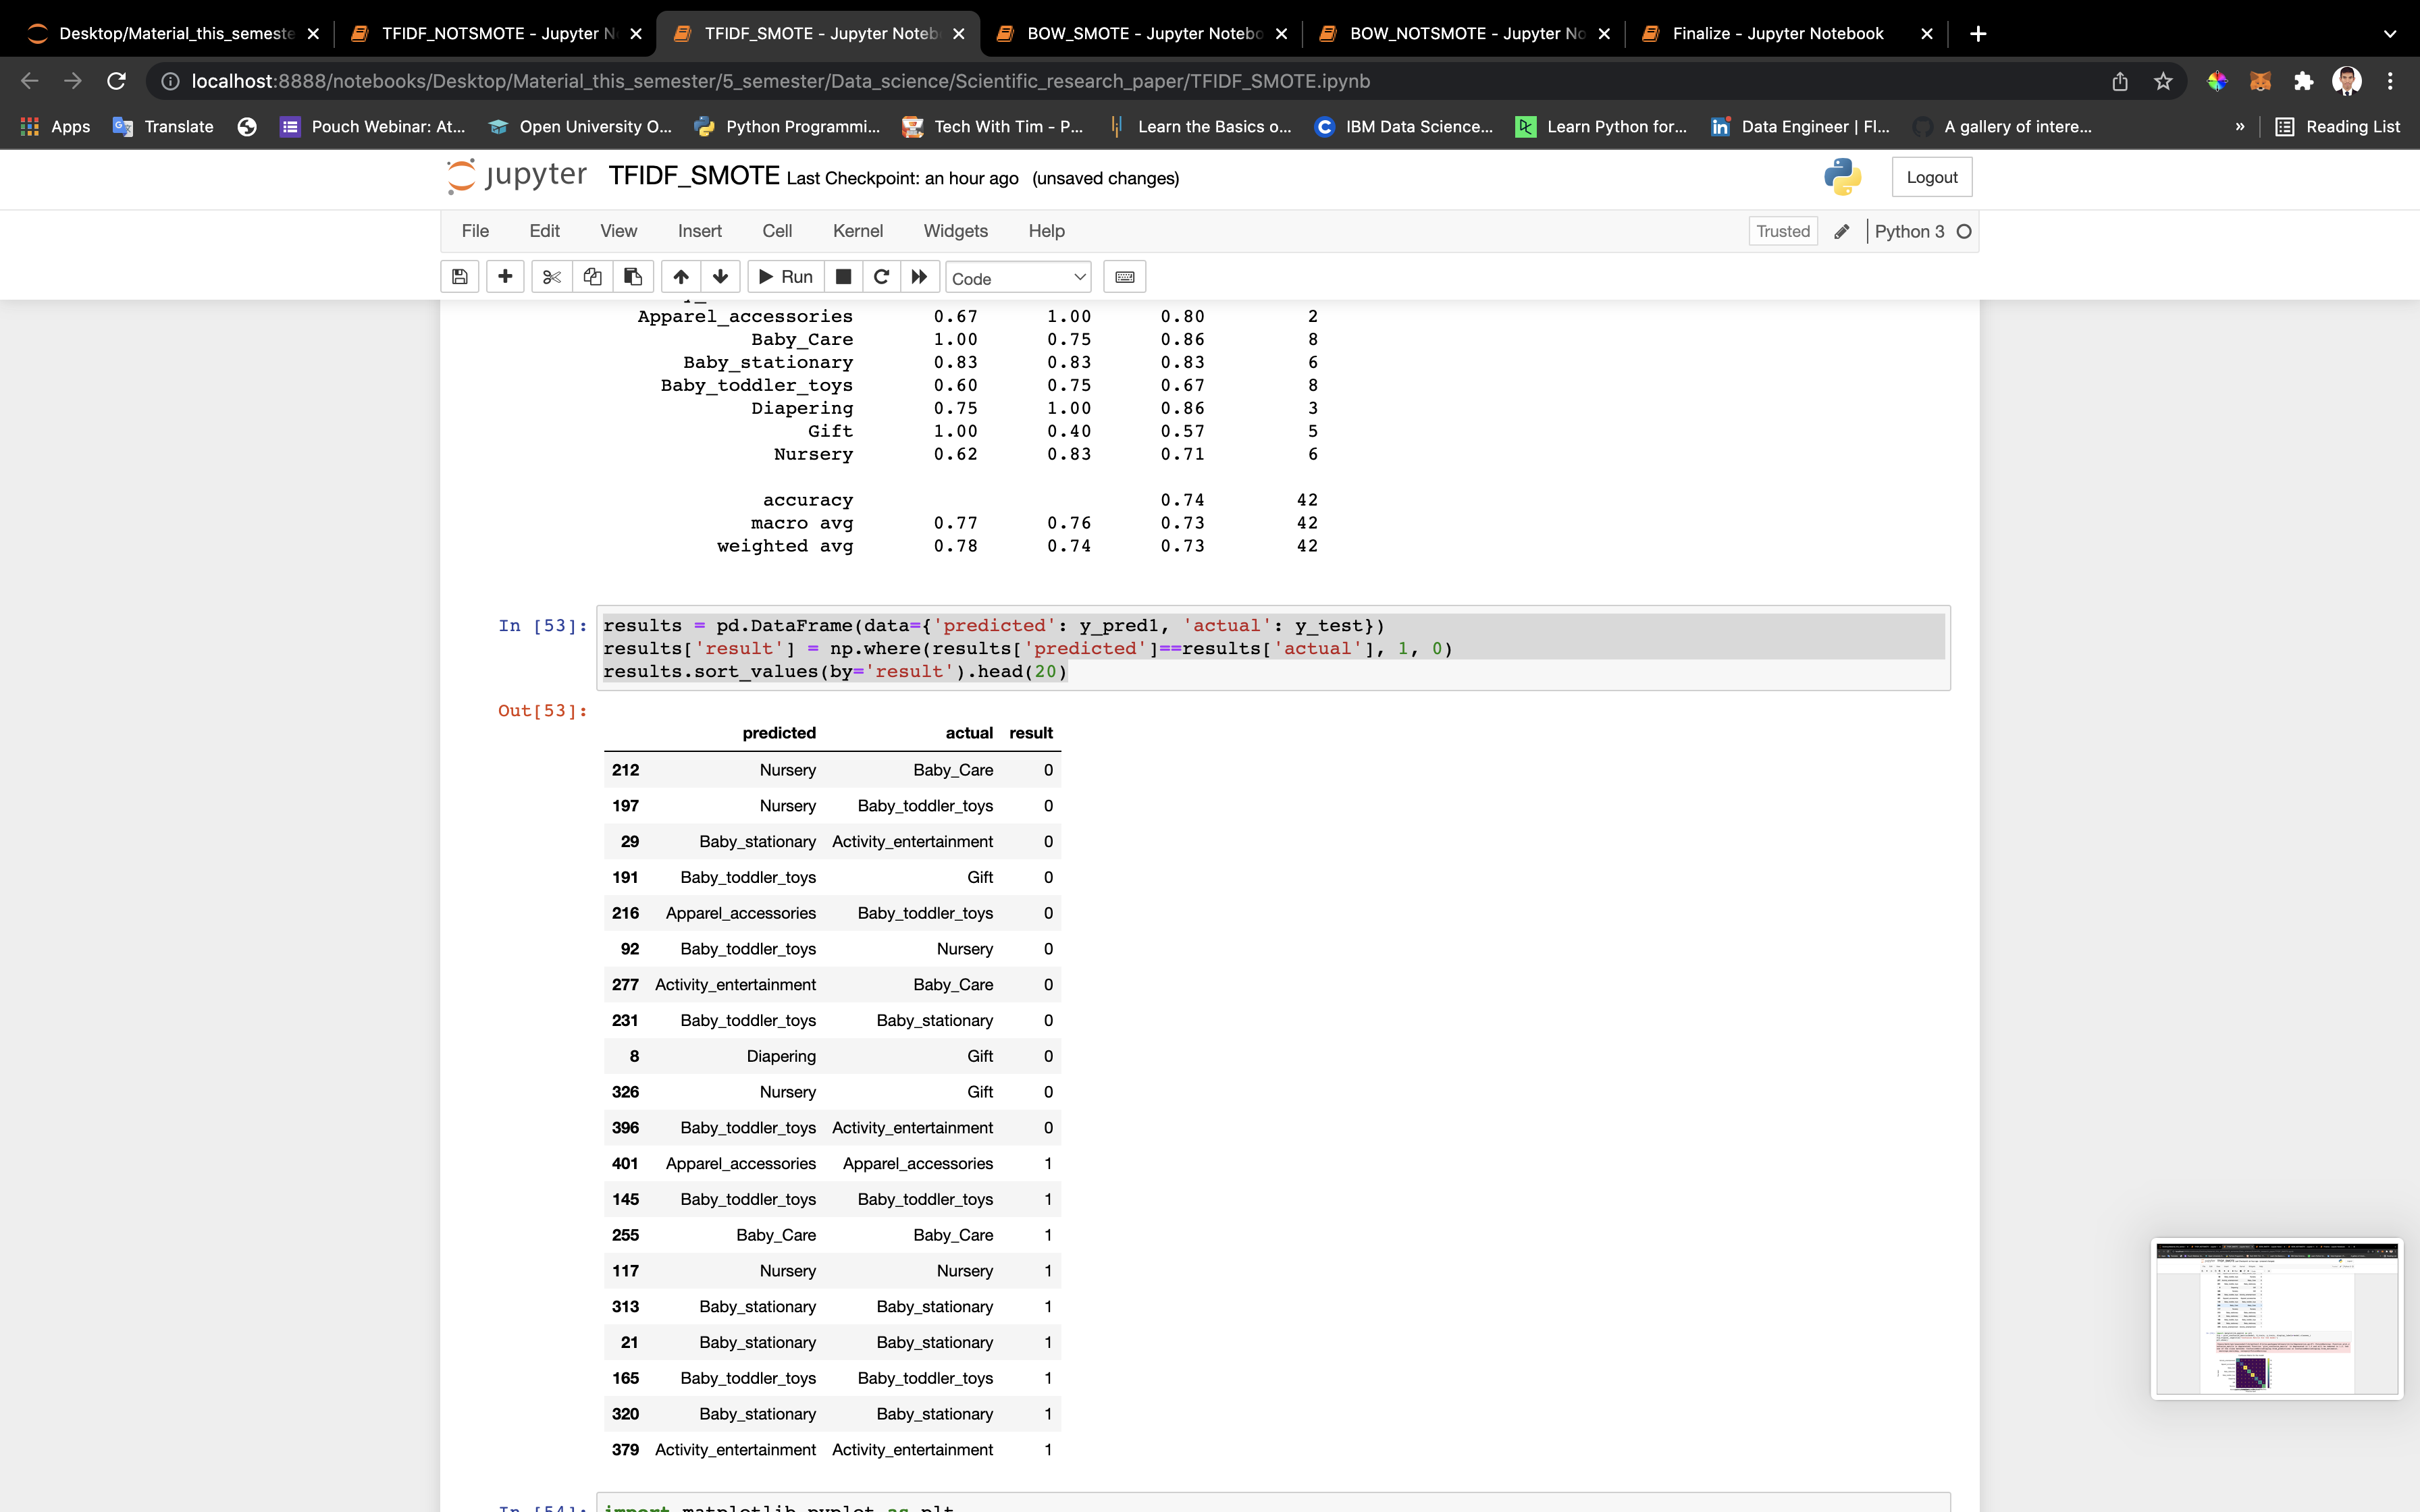 Desktop/Material_this_semeste
TFIDF_NOTSMOTE - Jupyter N
TFIDF_SMOTE - Jupyter Noteb
BOW_SMOTE - Jupyter Notebo
BOW_NOTSMOTE - Jupyter No
Finalize - Jupyter Notebook
localhost:8888/notebooks/Desktop/Material_this_semester/5_semester/Data_science/Scientific_research_paper/TFIDF_SMOTE.ipynb
Apps Translate Pouch Webinar: At... Open University O... Python Programmi... Tech With Tim - P... Learn the Basics o... IBM Data Science... Learn Python for... Data Engineer | Fl... A gallery of intere... » Reading List
jupyter TFIDF_SMOTE Last Checkpoint: an hour ago (unsaved changes) Logout
File Edit View Insert Cell Kernel Widgets Help Trusted Python 3
Run Code
Apparel_accessories 0.67 1.00 0.80 2
Baby_Care 1.00 0.75 0.86 8
Baby_stationary 0.83 0.83 0.83 6
Baby_toddler_toys 0.60 0.75 0.67 8
Diapering 0.75 1.00 0.86 3
Gift 1.00 0.40 0.57 5
Nursery 0.62 0.83 0.71 6
accuracy 0.74 42
macro avg 0.77 0.76 0.73 42
weighted avg 0.78 0.74 0.73 42
In [53]: results = pd.DataFrame(data={'predicted': y_pred1, 'actual': y_test})
results['result'] = np.where(results['predicted']==results['actual'], 1, 0)
results.sort_values(by='result').head(20)
Out[53]:
predicted actual result
212 Nursery Baby_Care 0
197 Nursery Baby_toddler_toys 0
29 Baby_stationary Activity_entertainment 0
191 Baby_toddler_toys Gift 0
216 Apparel_accessories Baby_toddler_toys 0
92 Baby_toddler_toys Nursery 0
277 Activity_entertainment Baby_Care 0
231 Baby_toddler_toys Baby_stationary 0
8 Diapering Gift 0
326 Nursery Gift 0
396 Baby_toddler_toys Activity_entertainment 0
401 Apparel_accessories Apparel_accessories 1
145 Baby_toddler_toys Baby_toddler_toys 1
255 Baby_Care Baby_Care 1
117 Nursery Nursery 1
313 Baby_stationary Baby_stationary 1
21 Baby_stationary Baby_stationary 1
165 Baby_toddler_toys Baby_toddler_toys 1
320 Baby_stationary Baby_stationary 1
379 Activity_entertainment Activity_entertainment 1
In [54]: import matplotlib.pyplot as plt